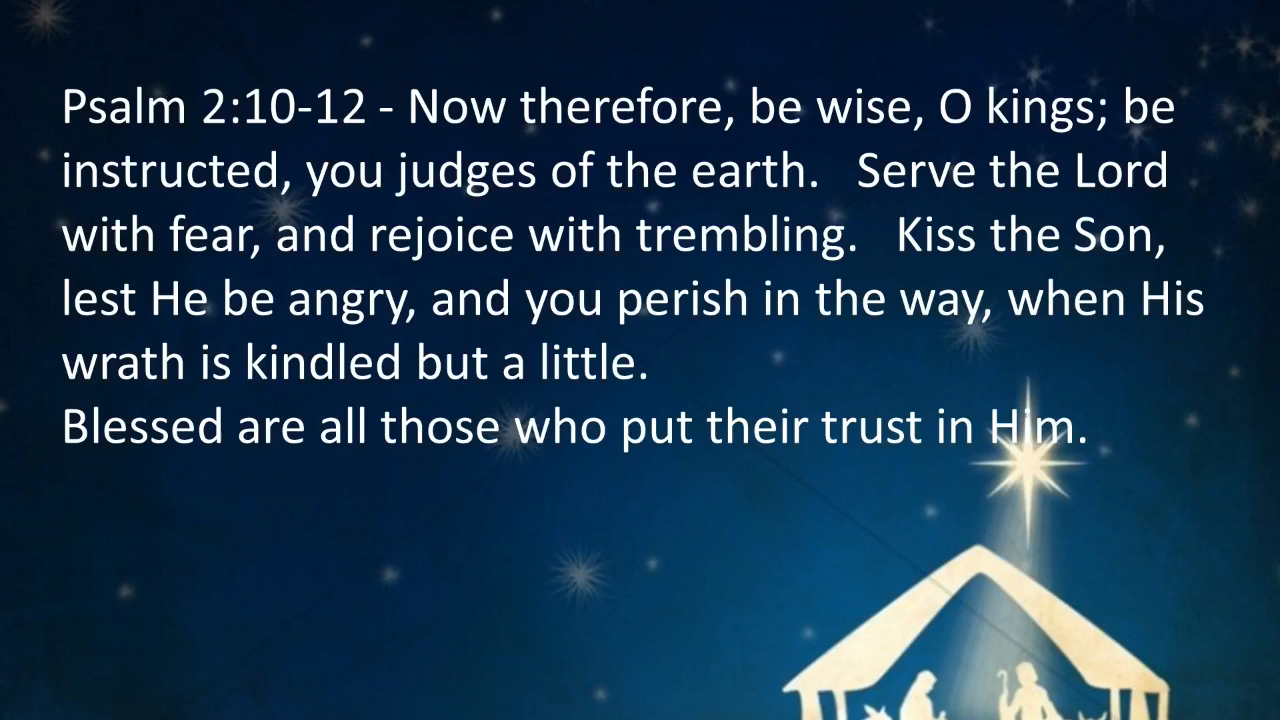 Psalm 2:10-12 - Now therefore, be wise, O kings; be
instructed, you judges of the earth.   Serve the Lord
with fear, and rejoice with trembling.   Kiss the Son,
lest He be angry, and you perish in the way, when His
wrath is kindled but a little.
Blessed are all those who put their trust in Him.